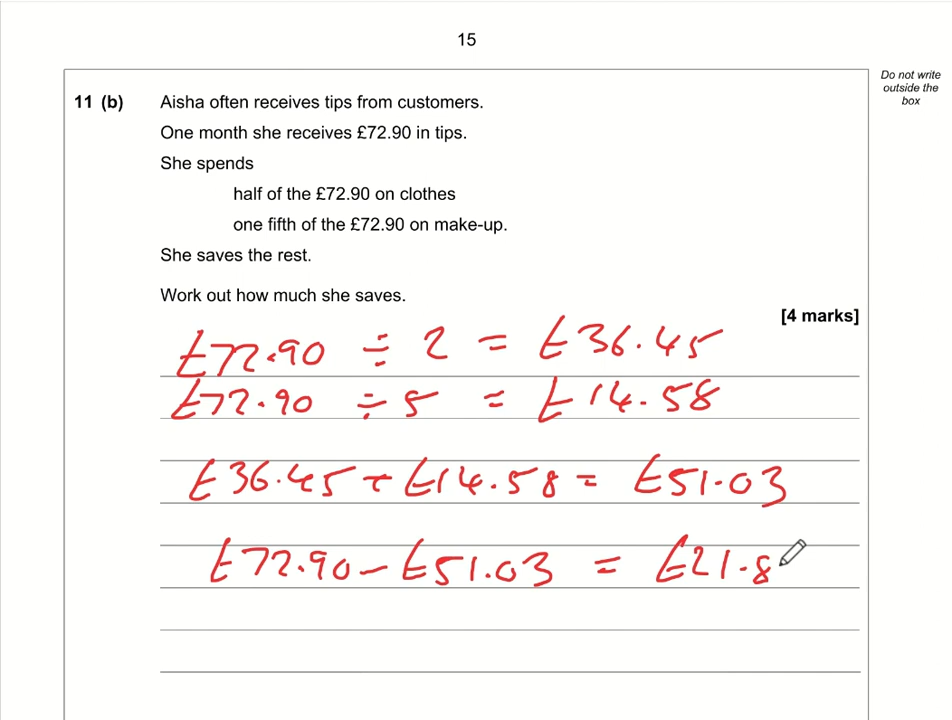 15
Do not write
outside the
box
11 (b) Aisha often receives tips from customers.
One month she receives £72.90 in tips.
She spends
half of the £72.90 on clothes
one fifth of the £72.90 on make-up.
She saves the rest.
Work out how much she saves.
[4 marks]
£72.90 ÷ 2 = £36.45
£72.90 ÷ 5 = £14.58
£36.45 + £14.58 = £51.03
£72.90 - £51.03 = £21.8